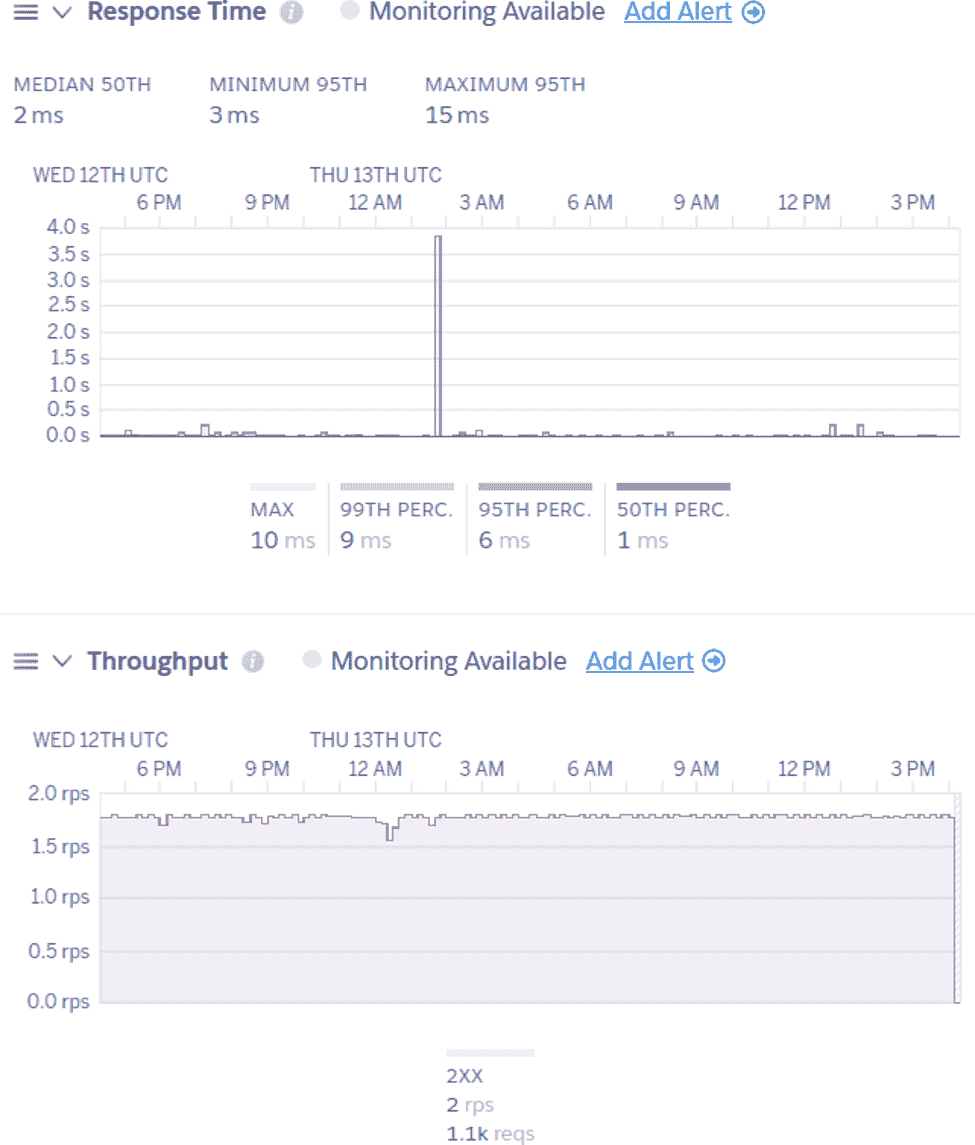 Response Time i Monitoring Available Add Alert
MEDIAN 50TH MINIMUM 95TH MAXIMUM 95TH
2 ms 3 ms 15 ms
WED 12TH UTC THU 13TH UTC
6 PM 9 PM 12 AM 3 AM 6 AM 9 AM 12 PM 3 PM
4.0 s
3.5 s
3.0 s
2.5 s
2.0 s
1.5 s
1.0 s
0.5 s
0.0 s
MAX 99TH PERC. 95TH PERC. 50TH PERC.
10 ms 9 ms 6 ms 1 ms
Throughput i Monitoring Available Add Alert
WED 12TH UTC THU 13TH UTC
6 PM 9 PM 12 AM 3 AM 6 AM 9 AM 12 PM 3 PM
2.0 rps
1.5 rps
1.0 rps
0.5 rps
0.0 rps
2XX
2 rps
1.1k reqs